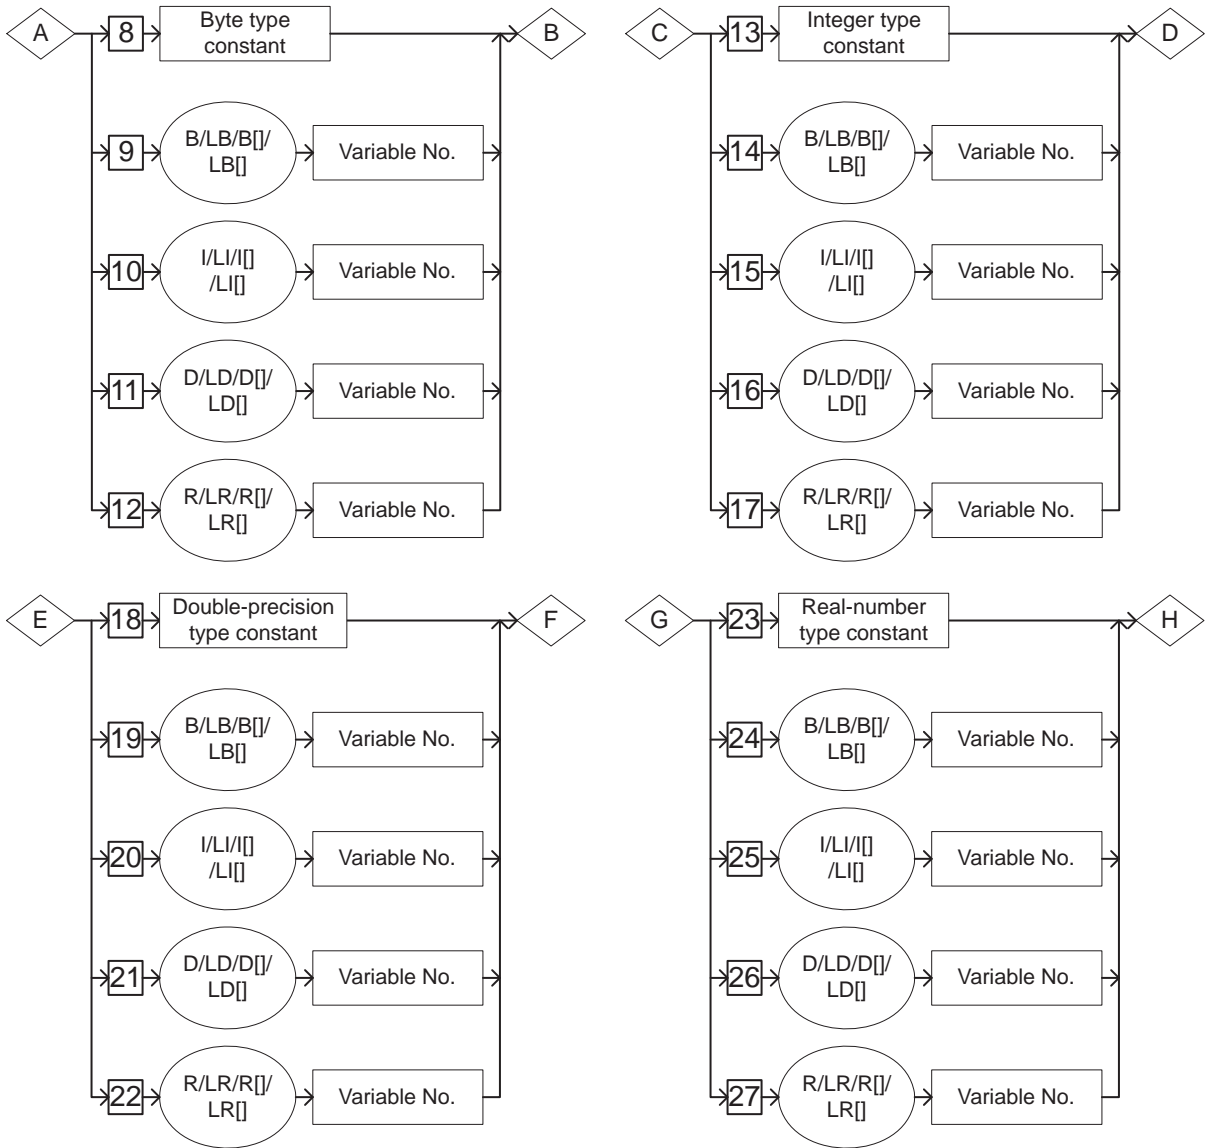 A
8
Byte type
constant
B
9
B/LB/B[]/
LB[]
Variable No.
10
I/LI/I[]
/LI[]
Variable No.
11
D/LD/D[]/
LD[]
Variable No.
12
R/LR/R[]/
LR[]
Variable No.
C
13
Integer type
constant
D
14
B/LB/B[]/
LB[]
Variable No.
15
I/LI/I[]
/LI[]
Variable No.
16
D/LD/D[]/
LD[]
Variable No.
17
R/LR/R[]/
LR[]
Variable No.
E
18
Double-precision
type constant
F
19
B/LB/B[]/
LB[]
Variable No.
20
I/LI/I[]
/LI[]
Variable No.
21
D/LD/D[]/
LD[]
Variable No.
22
R/LR/R[]/
LR[]
Variable No.
G
23
Real-number
type constant
H
24
B/LB/B[]/
LB[]
Variable No.
25
I/LI/I[]
/LI[]
Variable No.
26
D/LD/D[]/
LD[]
Variable No.
27
R/LR/R[]/
LR[]
Variable No.